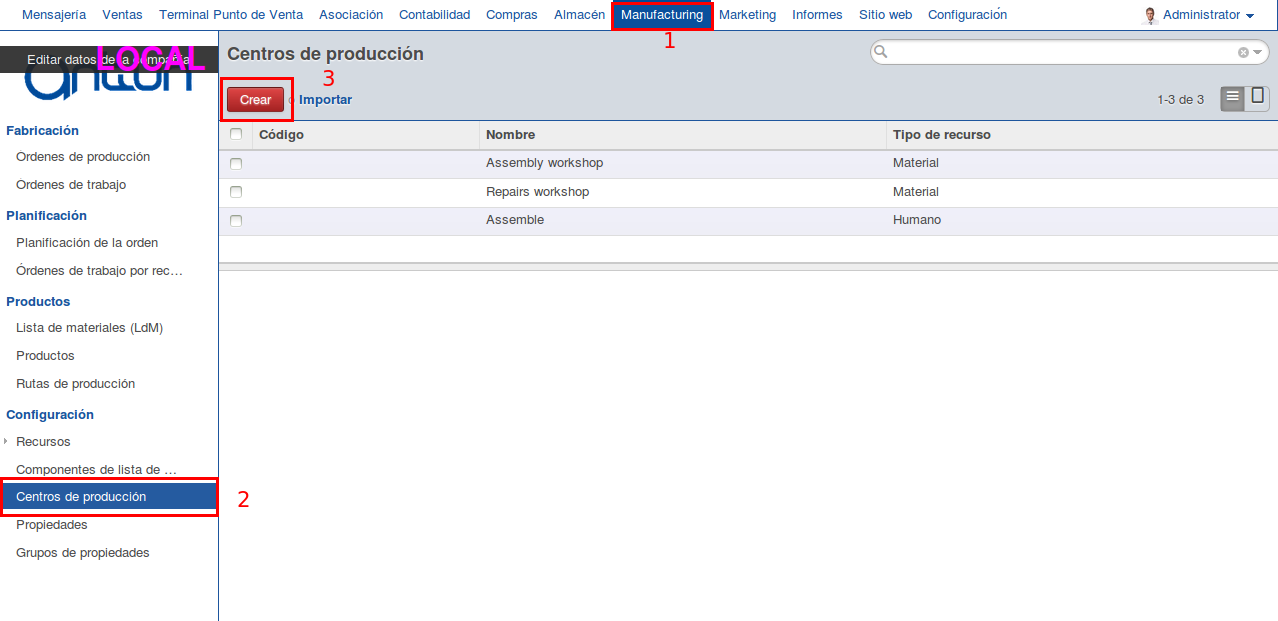 Mensajería Ventas Terminal Punto de Venta Asociación Contabilidad Compras Almacén Manufacturing Marketing Informes Sitio web Configuración Administrator
1
Editar datos de la compañía
LOCAL
Centros de producción
3
Crear o Importar
1-3 de 3
Fabricación
Ordenes de producción
Ordenes de trabajo
Planificación
Planificación de la orden
Órdenes de trabajo por rec...
Productos
Lista de materiales (LdM)
Productos
Rutas de producción
Configuración
Recursos
Componentes de lista de ...
Centros de producción
2
Propiedades
Grupos de propiedades
Código Nombre Tipo de recurso
Assembly workshop Material
Repairs workshop Material
Assemble Humano